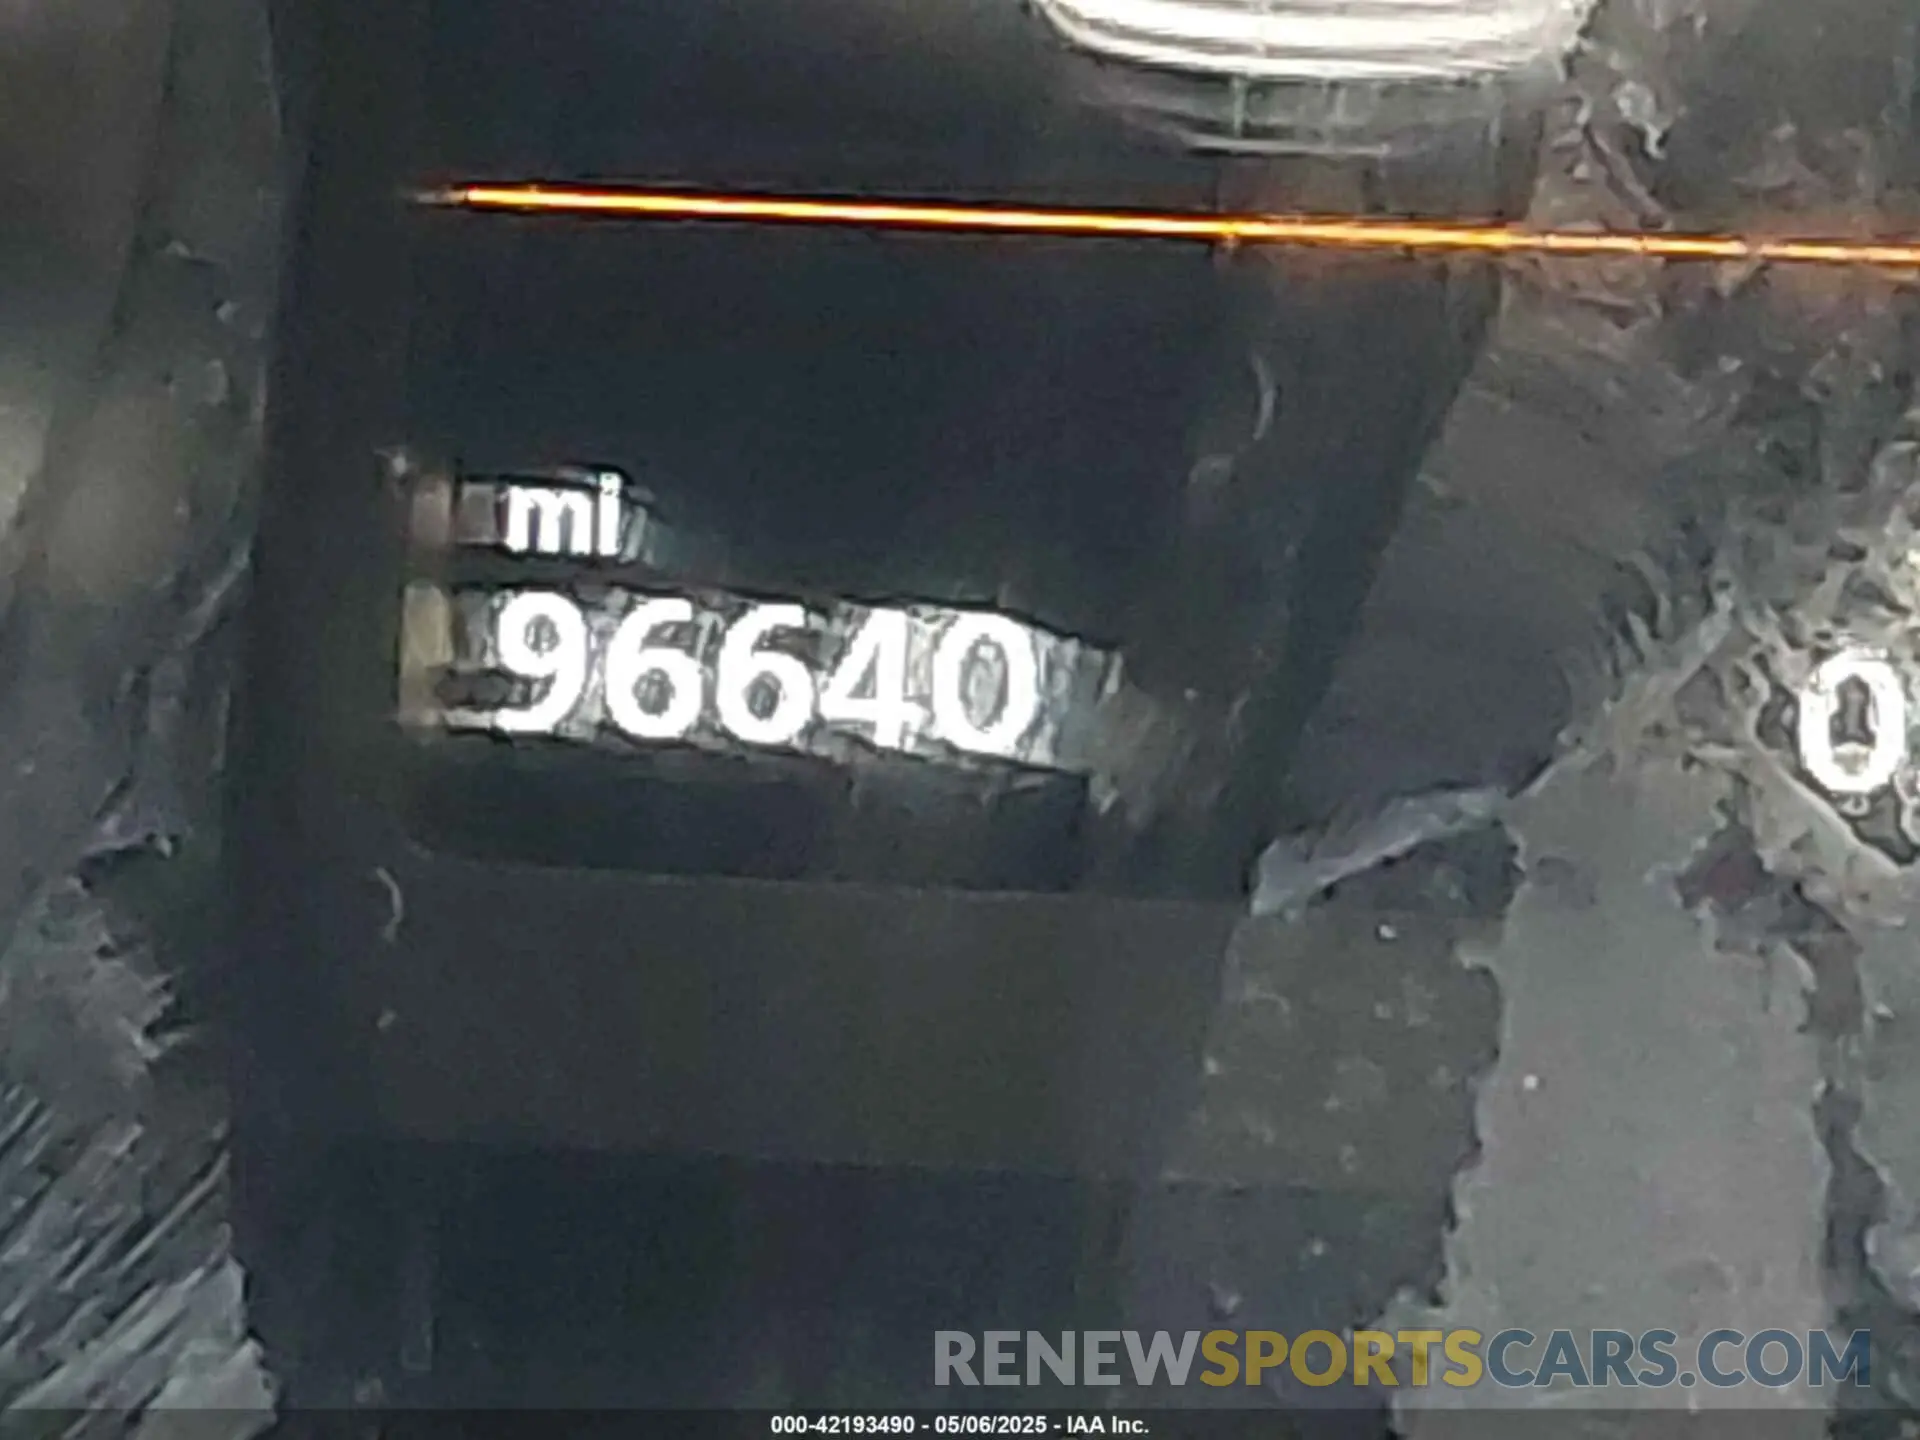 mi
96640
0
RENEWSPORTSCARS.COM
000-42193490 - 05/06/2025 - IAA Inc.